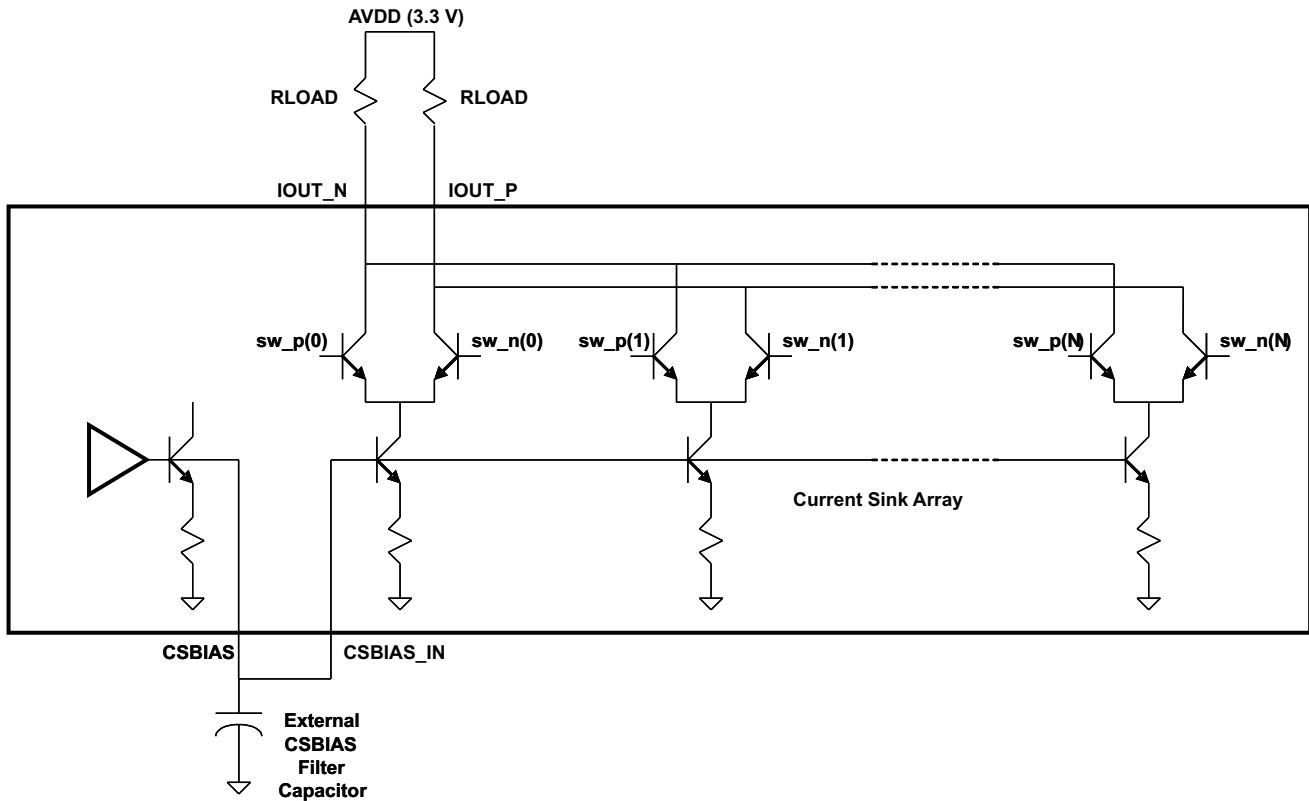 AVDD (3.3 V)
RLOAD
RLOAD
IOUT_N
IOUT_P
sw_p(0)
sw_n(0)
sw_p(1)
sw_n(1)
sw_p(N)
sw_n(N)
Current Sink Array
CSBIAS
CSBIAS_IN
External
CSBIAS
Filter
Capacitor